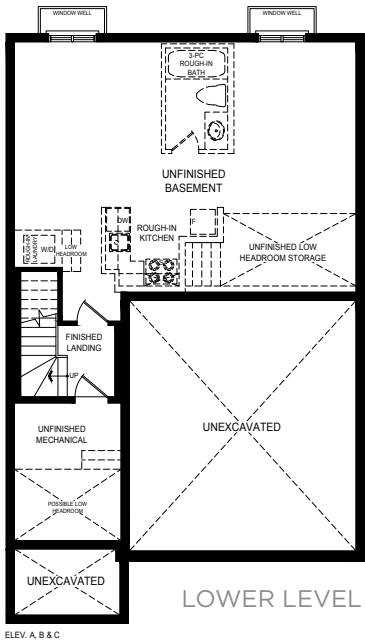 WINDOW WELL
WINDOW WELL
3-PC
ROUGH-IN
BATH
UNFINISHED
BASEMENT
DW
ROUGH-IN
KITCHEN
F
S
ROUGH-IN
LAUNDRY
W/D
LOW
HEADROOM
UNFINISHED LOW
HEADROOM STORAGE
FINISHED
LANDING
UP
UNFINISHED
MECHANICAL
UNEXCAVATED
POSSIBLE LOW
HEADROOM
UNEXCAVATED
LOWER LEVEL
ELEV. A, B & C